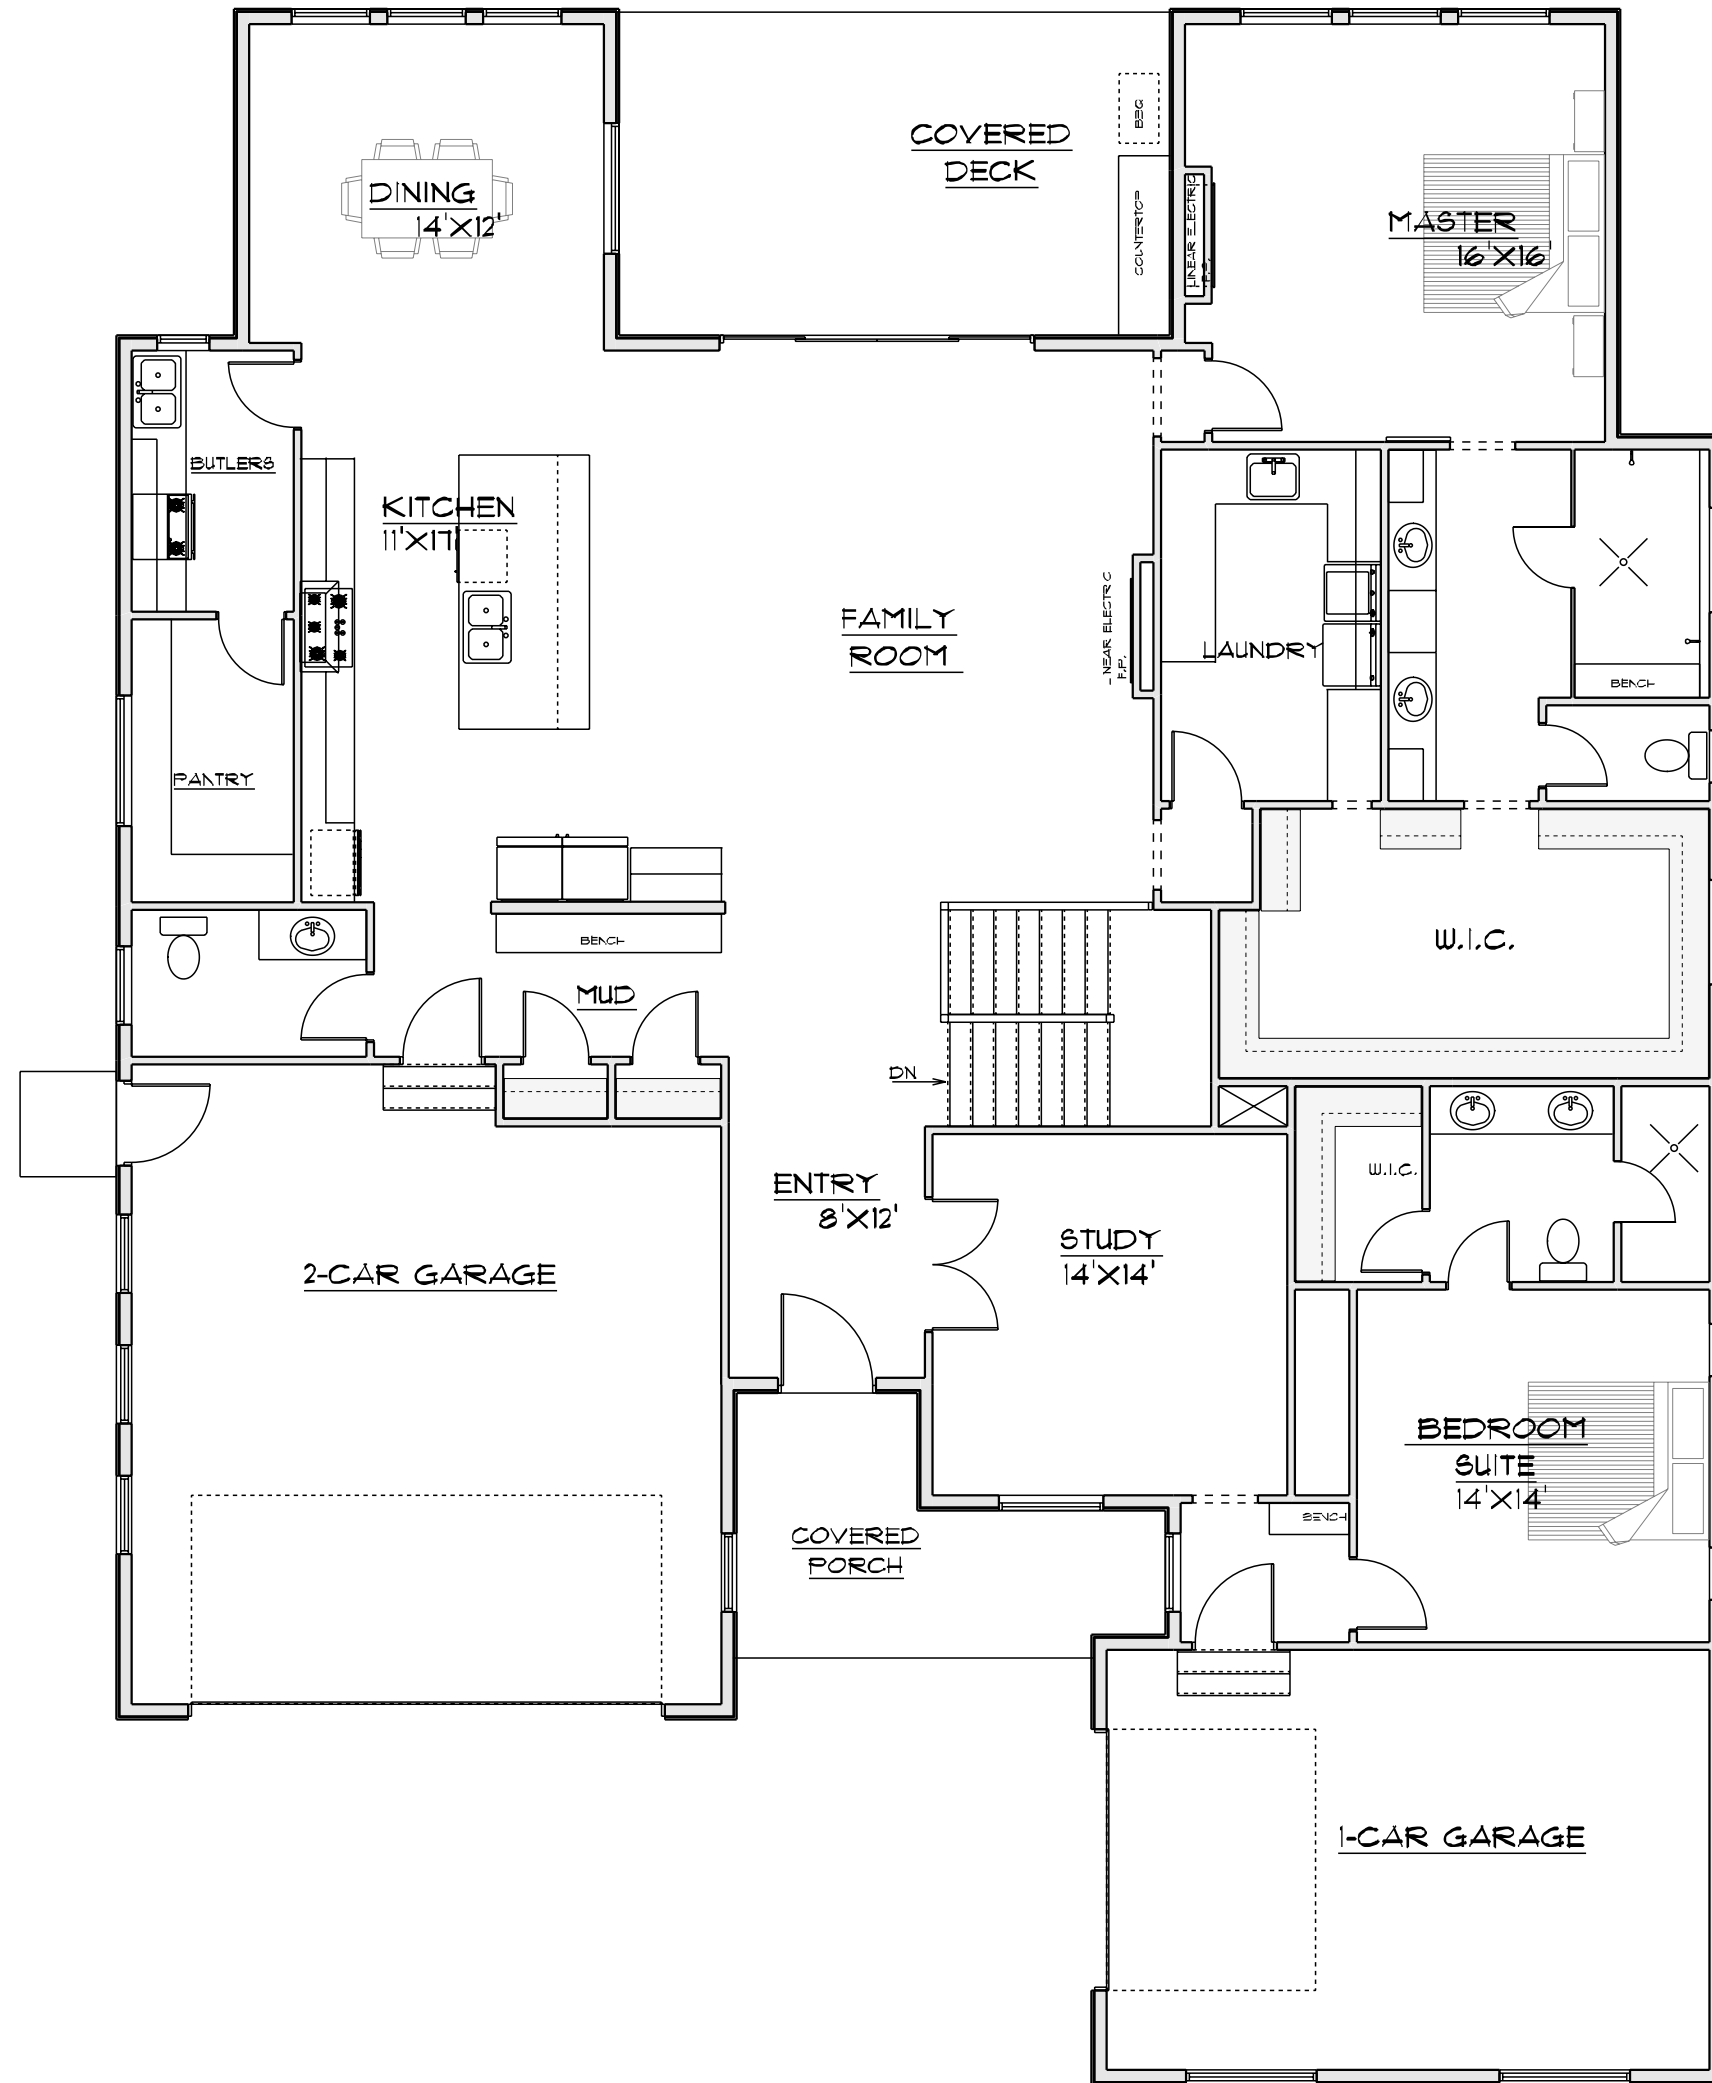 COVERED
DECK
BBQ
COUNTERTOP
LINEAR ELECTRIC
F.P.
DINING
14'X12'
MASTER
16'X16'
BUTLERS
KITCHEN
11'X17'
FAMILY
ROOM
LINEAR ELECTRIC
F.P.
LAUNDRY
BENCH
PANTRY
W.I.C.
BENCH
MUD
DN
ENTRY
8'X12'
W.I.C.
STUDY
14'X14'
2-CAR GARAGE
BEDROOM
SUITE
14'X14'
BENCH
COVERED
PORCH
1-CAR GARAGE